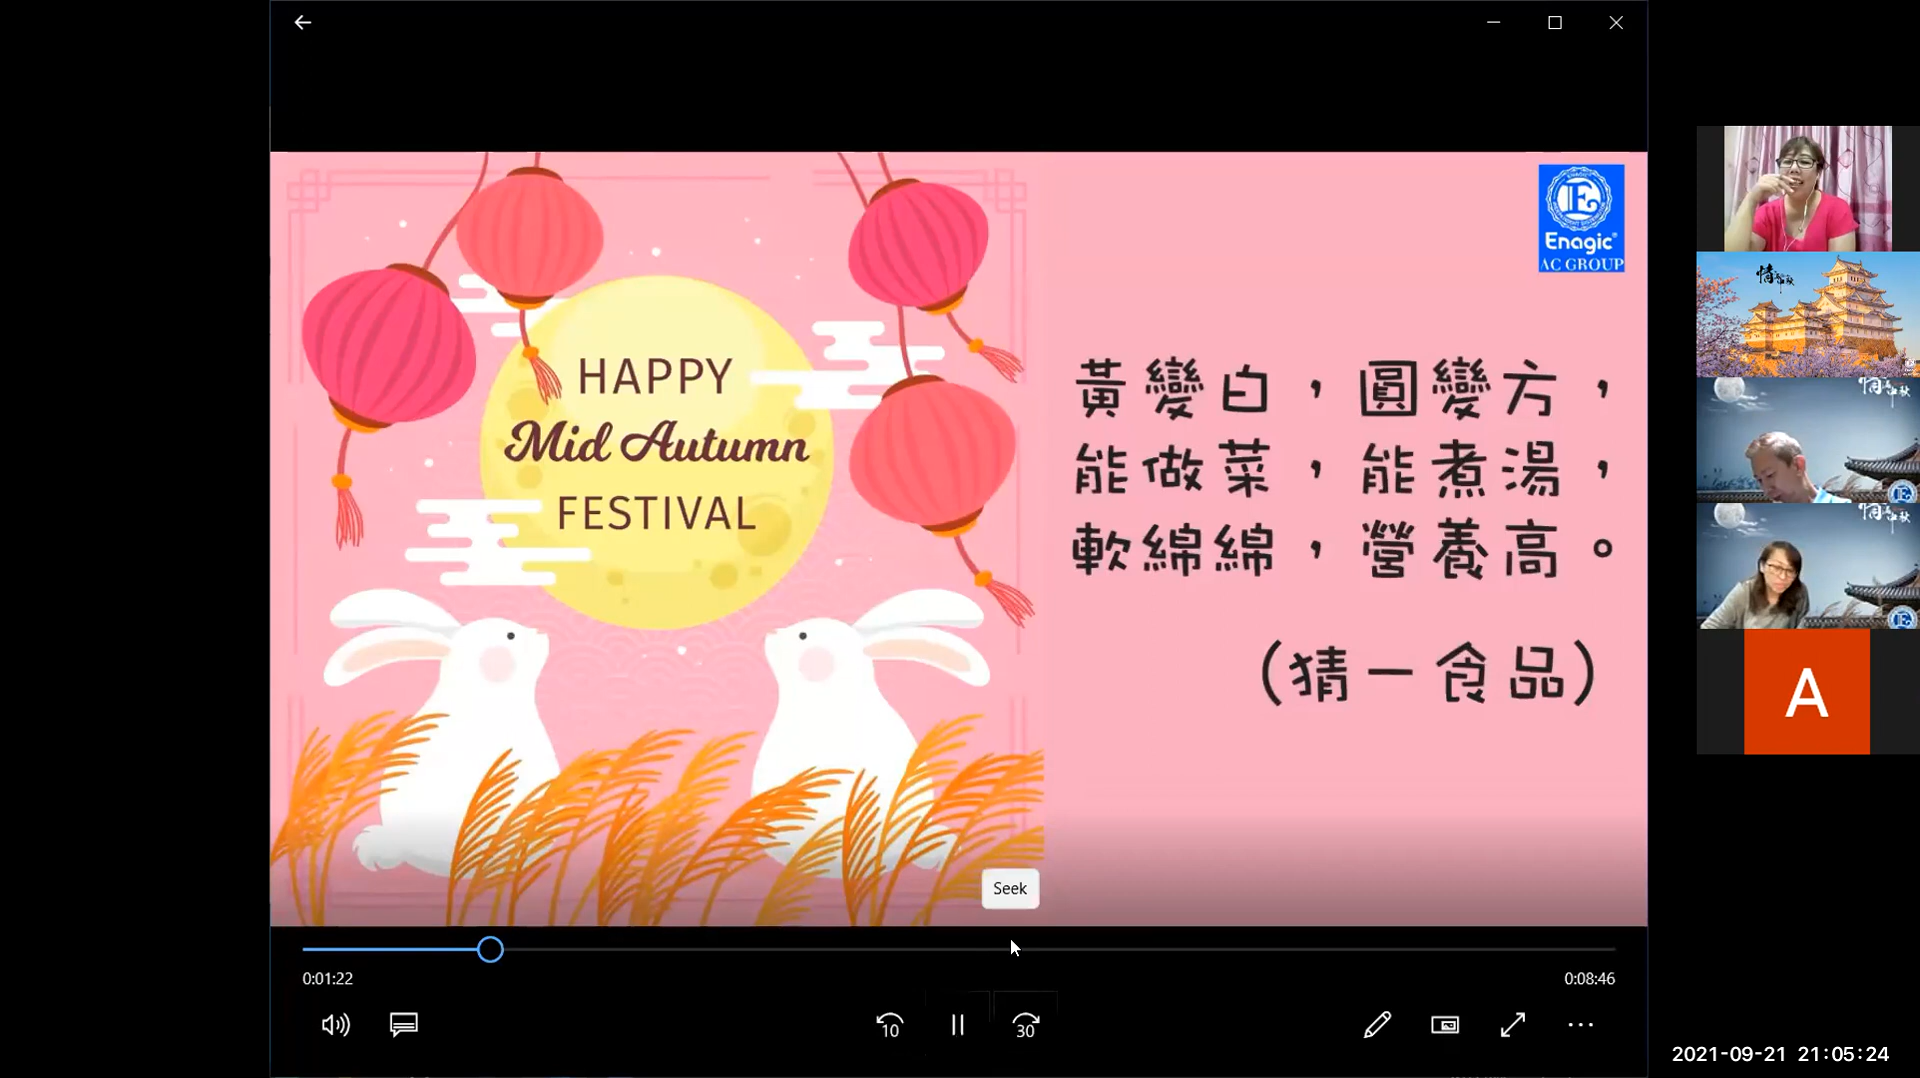 HAPPY
Mid Autumn
FESTIVAL
Enagic®
AC GROUP
黃變白，圓變方，
能做菜，能煮湯，
軟綿綿，營養高。
（猜一食品）
Seek
0:01:22
0:08:46
10
30
A
2021-09-21 21:05:24